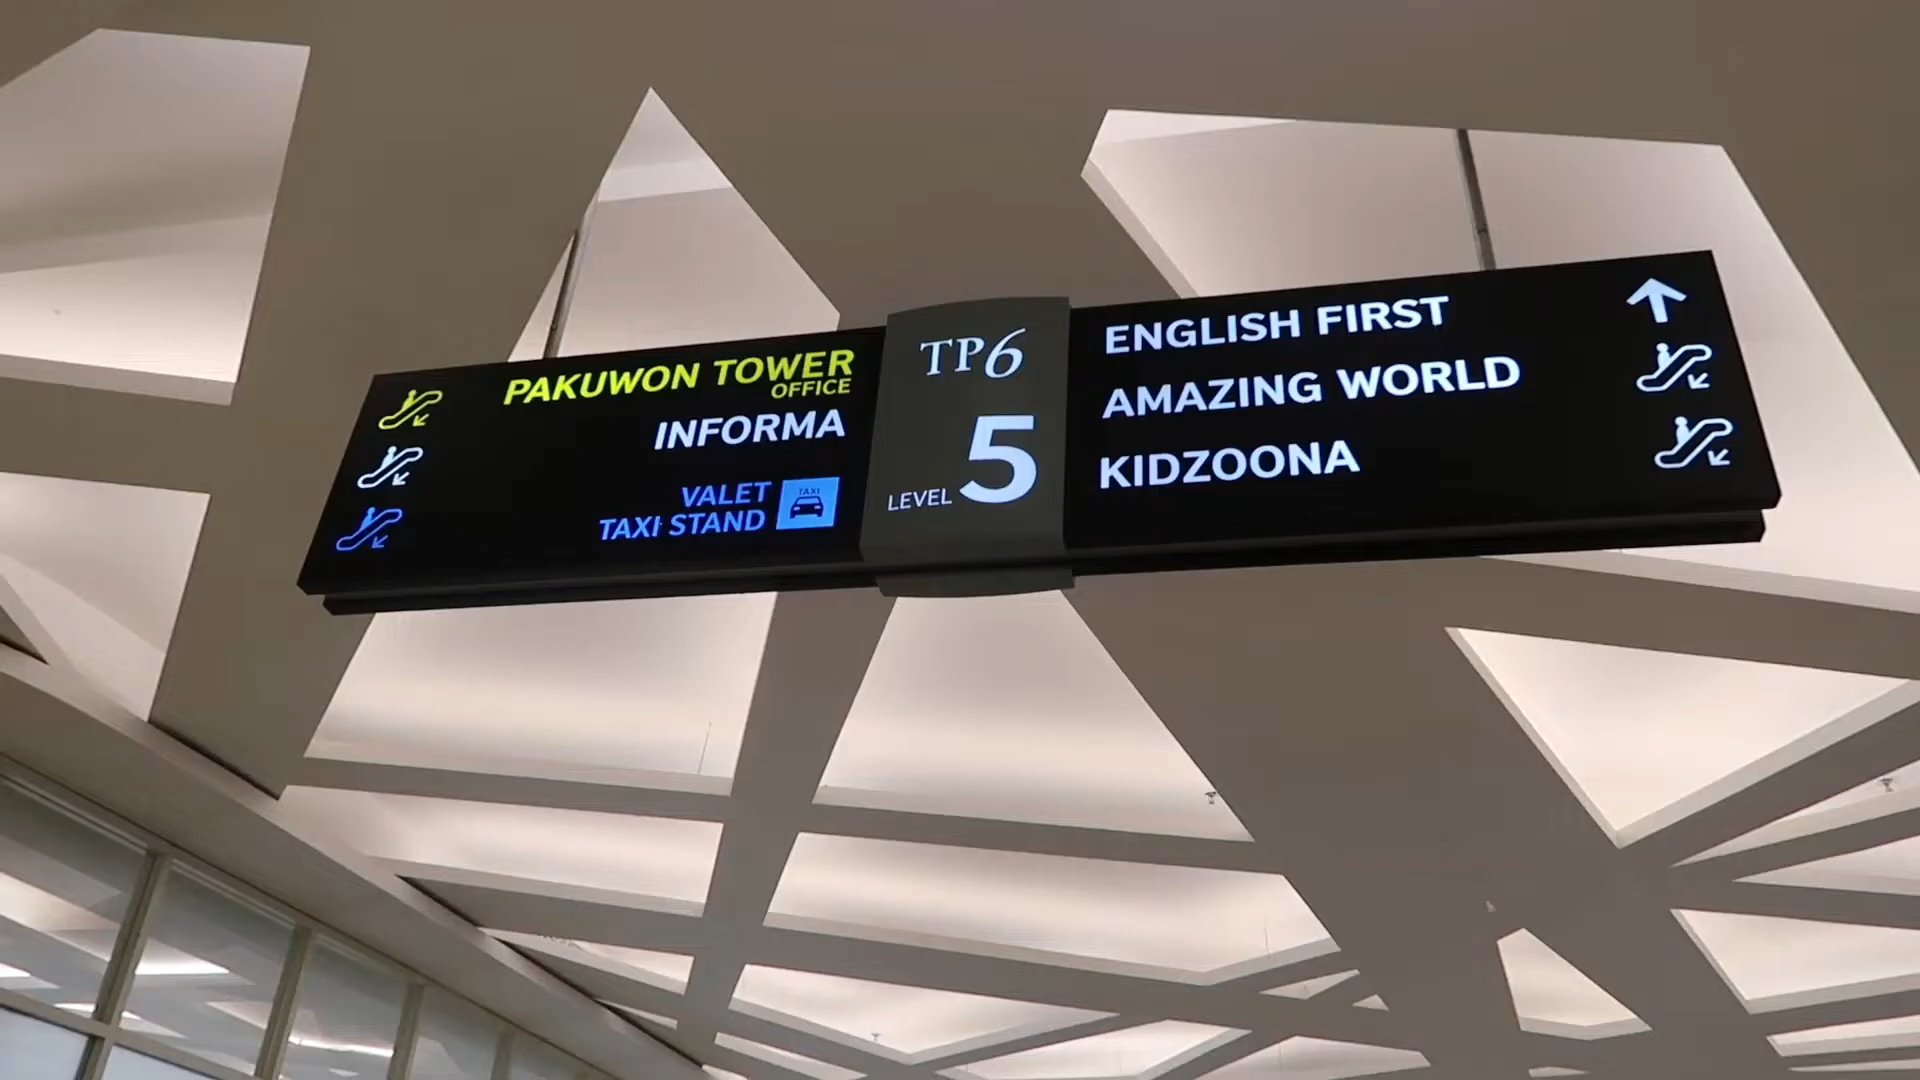 PAKUWON TOWER
OFFICE
INFORMA
VALET
TAXI STAND
TAXI
TP6
LEVEL 5
ENGLISH FIRST
AMAZING WORLD
KIDZOONA